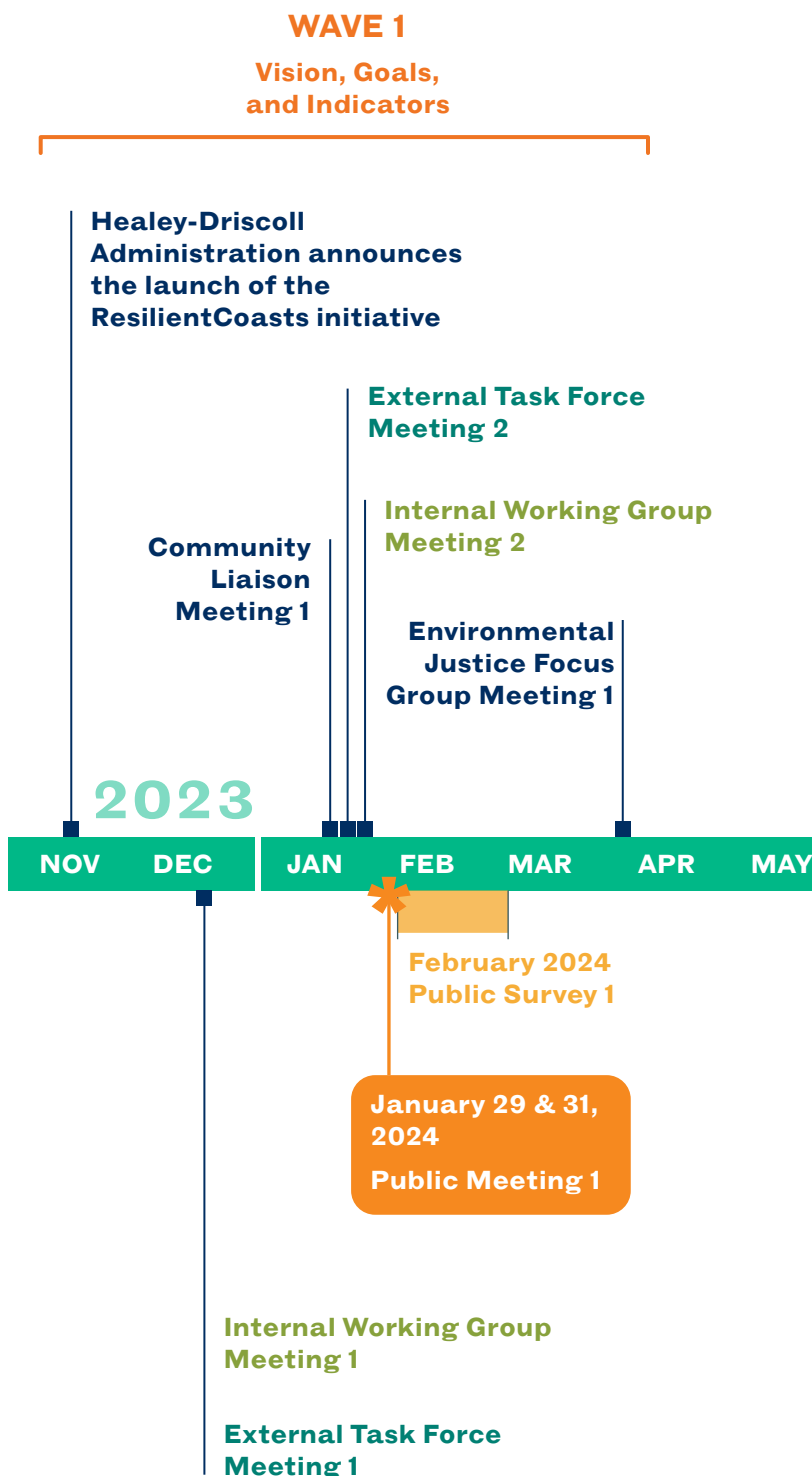 WAVE 1
Vision, Goals,
and Indicators
Healey-Driscoll
Administration announces
the launch of the
ResilientCoasts initiative
External Task Force
Meeting 2
Internal Working Group
Meeting 2
Community
Liaison
Meeting 1
Environmental
Justice Focus
Group Meeting 1
2023
NOV DEC JAN FEB MAR APR MAY
February 2024
Public Survey 1
January 29 & 31,
2024
Public Meeting 1
Internal Working Group
Meeting 1
External Task Force
Meeting 1